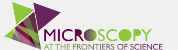 MICROSCOPY
AT THE FRONTIERS OF SCIENCE